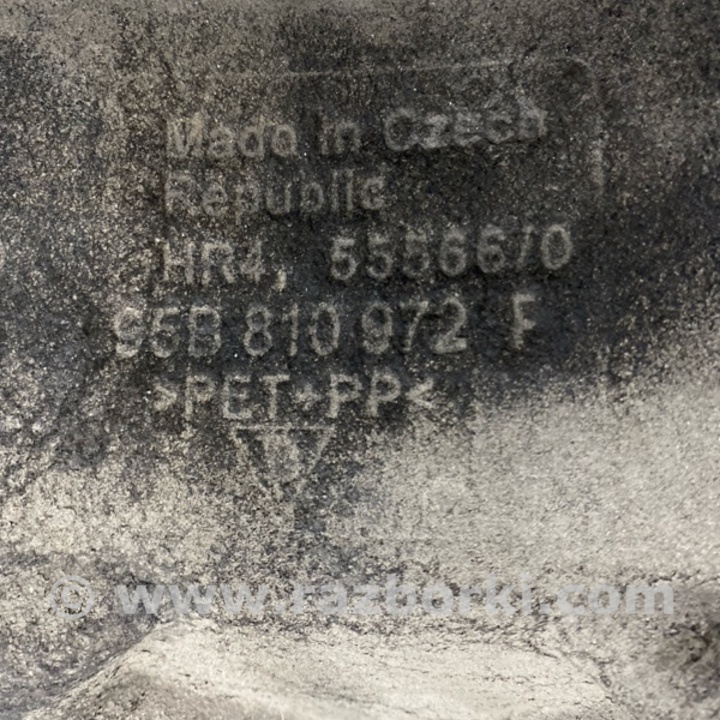 Made in Czech
Republic
HR4, 55566/0
95B 810 972 F
>PET+PP<
© www.razborki.com